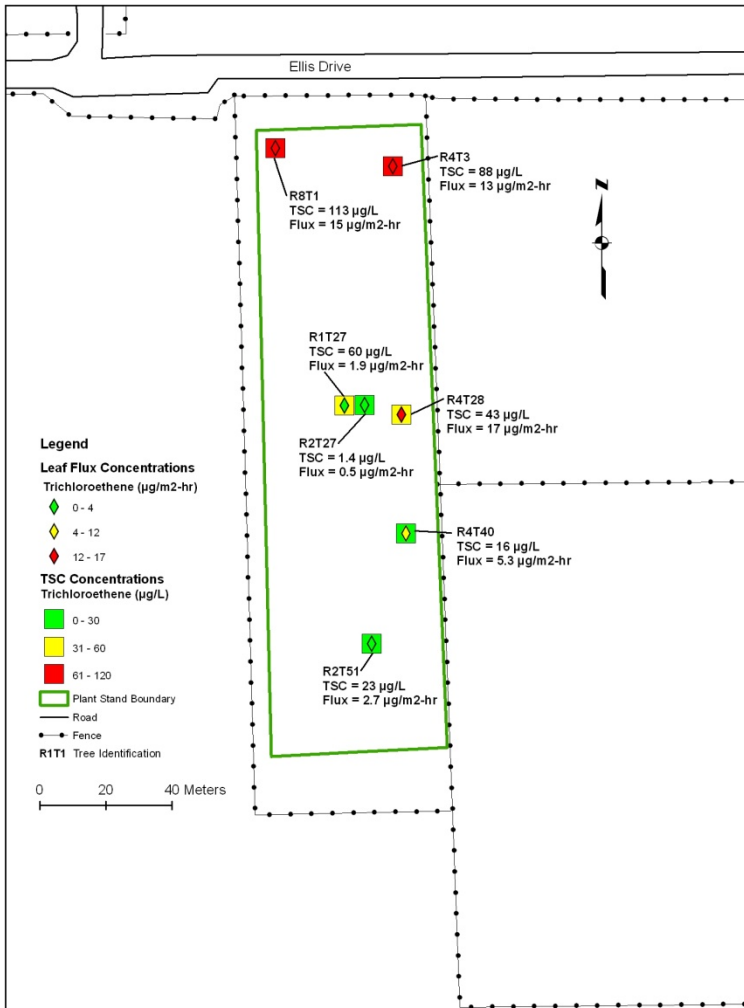 Ellis Drive
R4T3
TSC = 88 µg/L
Flux = 13 µg/m2-hr
R8T1
TSC = 113 µg/L
Flux = 15 µg/m2-hr
Z
R1T27
TSC = 60 µg/L
Flux = 1.9 µg/m2-hr
R4T28
TSC = 43 µg/L
Flux = 17 µg/m2-hr
R2T27
TSC = 1.4 µg/L
Flux = 0.5 µg/m2-hr
R4T40
TSC = 16 µg/L
Flux = 5.3 µg/m2-hr
R2T51
TSC = 23 µg/L
Flux = 2.7 µg/m2-hr
Legend
Leaf Flux Concentrations
Trichloroethene (µg/m2-hr)
0 - 4
4 - 12
12 - 17
TSC Concentrations
Trichloroethene (µg/L)
0 - 30
31 - 60
61 - 120
Plant Stand Boundary
Road
Fence
R1T1 Tree Identification
0 20 40 Meters